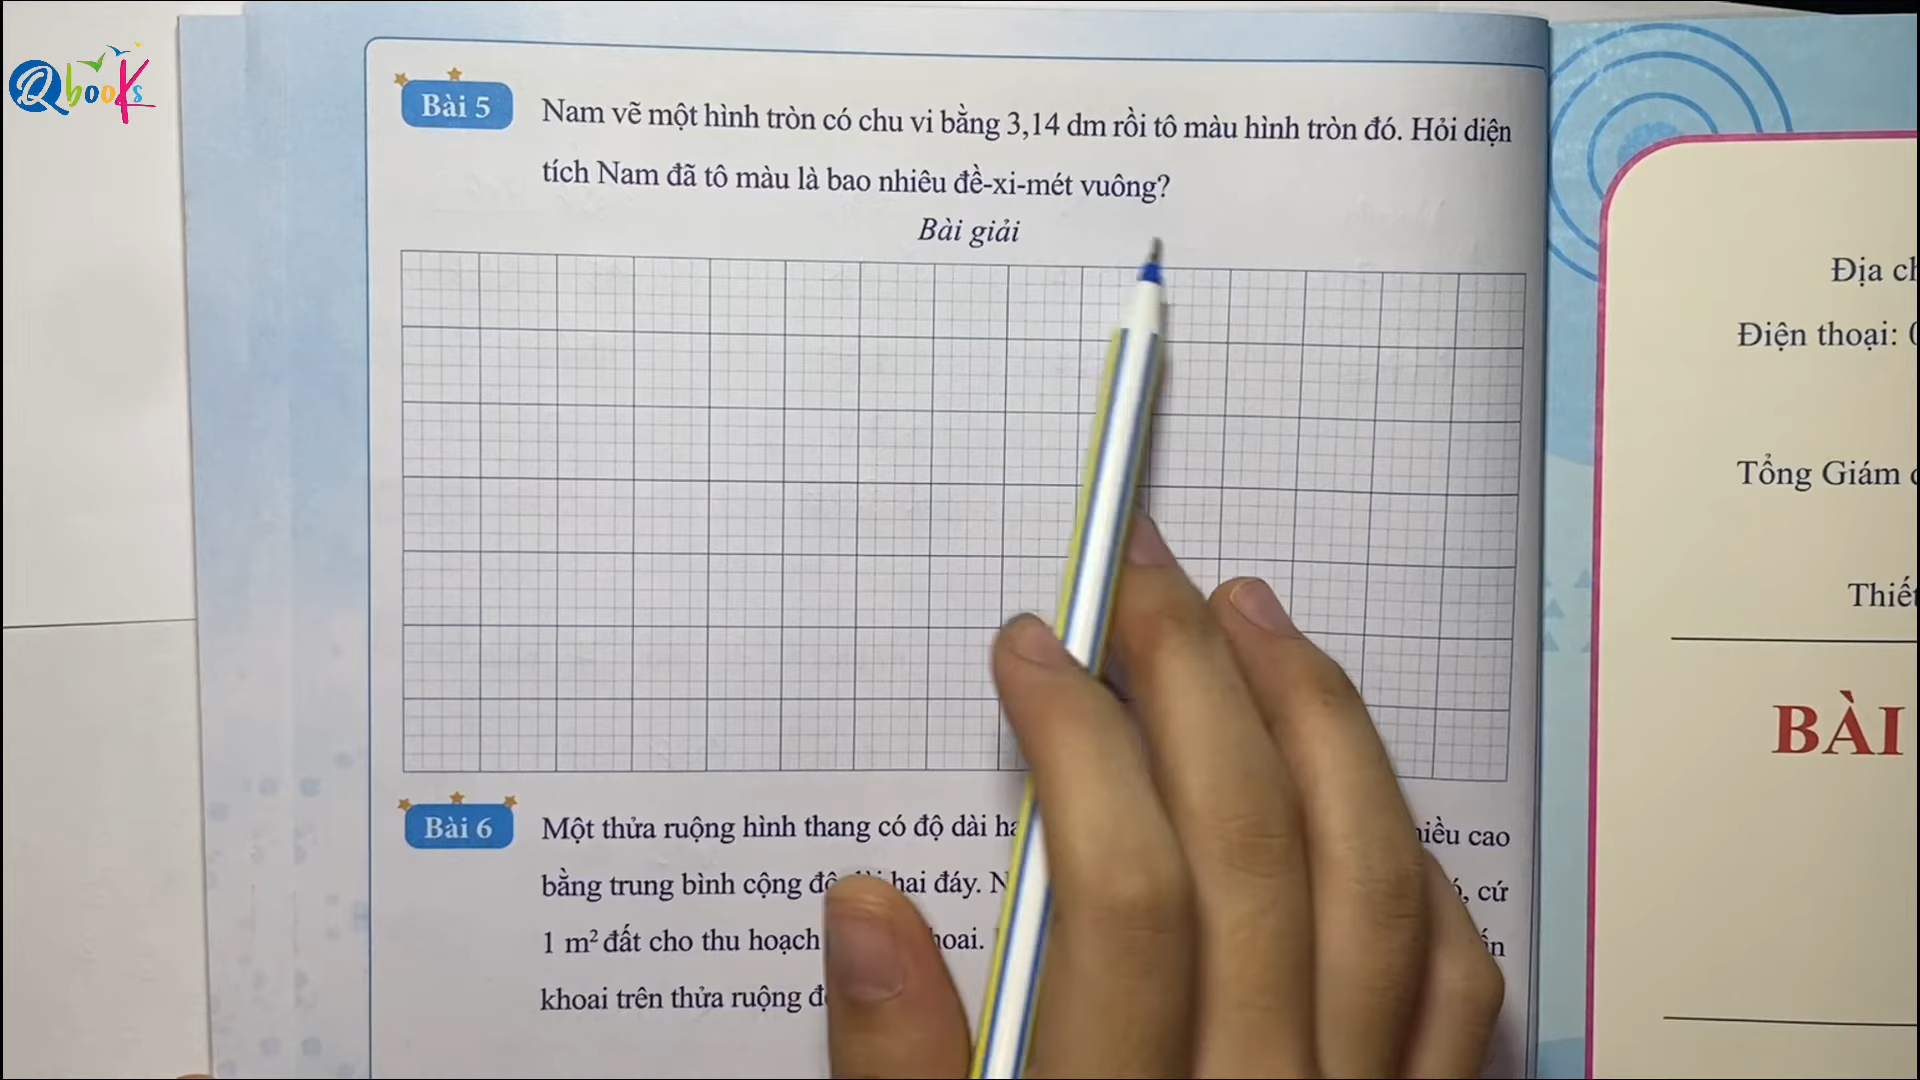 Qbooks
Bài 5
Nam vẽ một hình tròn có chu vi bằng 3,14 dm rồi tô màu hình tròn đó. Hỏi diện
tích Nam đã tô màu là bao nhiêu đề-xi-mét vuông?
Bài giải
Bài 6
Một thửa ruộng hình thang có độ dài cao
bằng trung bình cộng hai đáy. cứ
1 m² đất cho thu hoạch
khoai trên thửa ruộng
Địa
Điện thoại:
Tổng Giám
BÀI